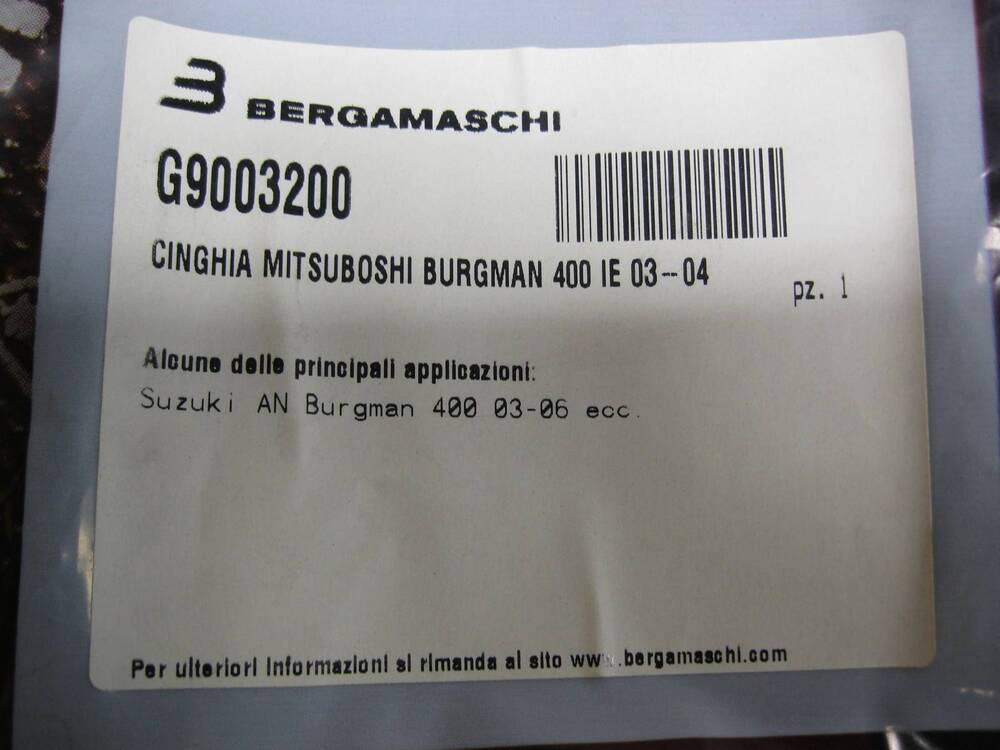 BERGAMASCHI
G9003200
CINGHIA MITSUBOSHI BURGMAN 400 IE 03--04
pz. 1
Alcune delle principali applicazioni:
Suzuki AN Burgman 400 03-06 ecc.
Per ulteriori informazioni si rimanda al sito www.bergamaschi.com